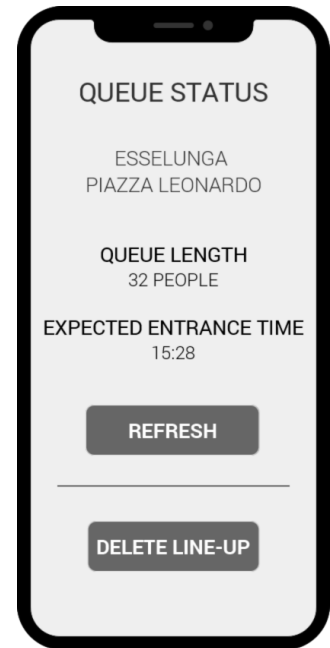 QUEUE STATUS
ESSELUNGA
PIAZZA LEONARDO
QUEUE LENGTH
32 PEOPLE
EXPECTED ENTRANCE TIME
15:28
REFRESH
DELETE LINE-UP